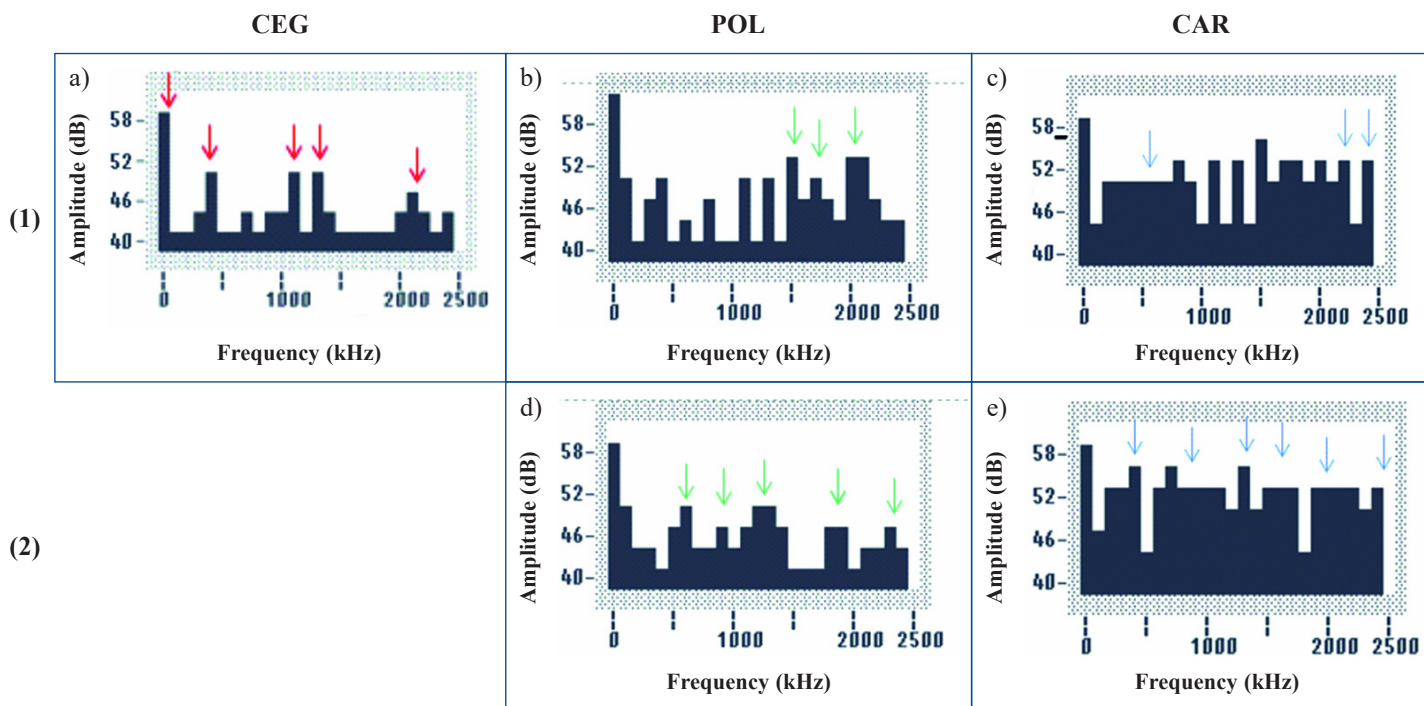 CEG POL CAR
(1)
a)
Amplitude (dB)
58
52
46
40
0 1000 2000 2500
Frequency (kHz)
b)
Amplitude (dB)
58
52
46
40
0 1000 2000 2500
Frequency (kHz)
c)
Amplitude (dB)
58
52
46
40
0 1000 2000 2500
Frequency (kHz)
(2)
d)
Amplitude (dB)
58
52
46
40
0 1000 2000 2500
Frequency (kHz)
e)
Amplitude (dB)
58
52
46
40
0 1000 2000 2500
Frequency (kHz)